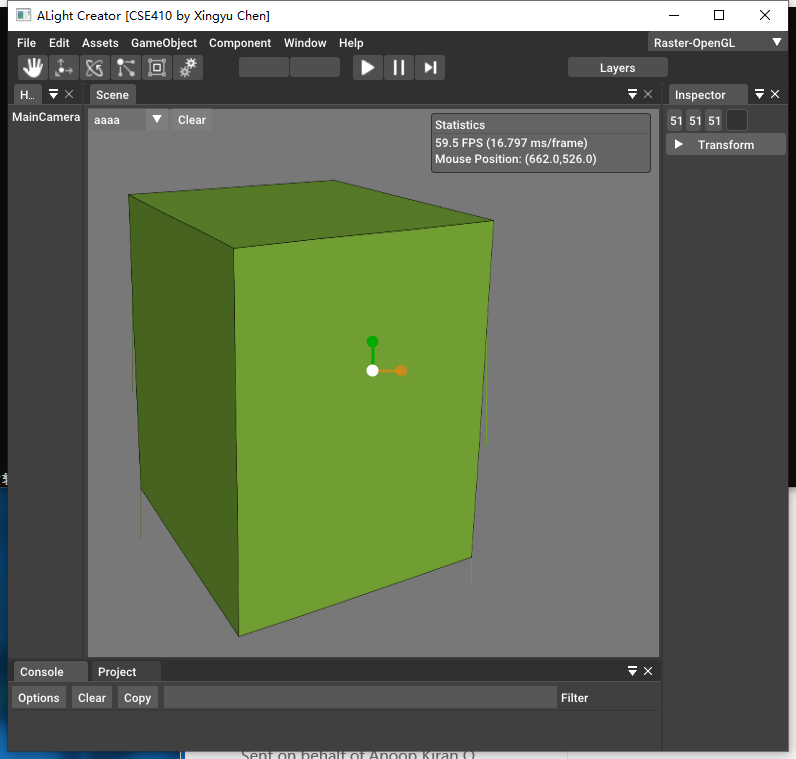 ALight Creator [CSE410 by Xingyu Chen]
File Edit Assets GameObject Component Window Help
Raster-OpenGL
Layers
H...
Scene
Inspector
MainCamera
aaaa
Clear
51 51 51
Statistics
59.5 FPS (16.797 ms/frame)
Mouse Position: (662.0,526.0)
Transform
Console Project
Options Clear Copy
Filter
Sent on behalf of Anoop Kiran